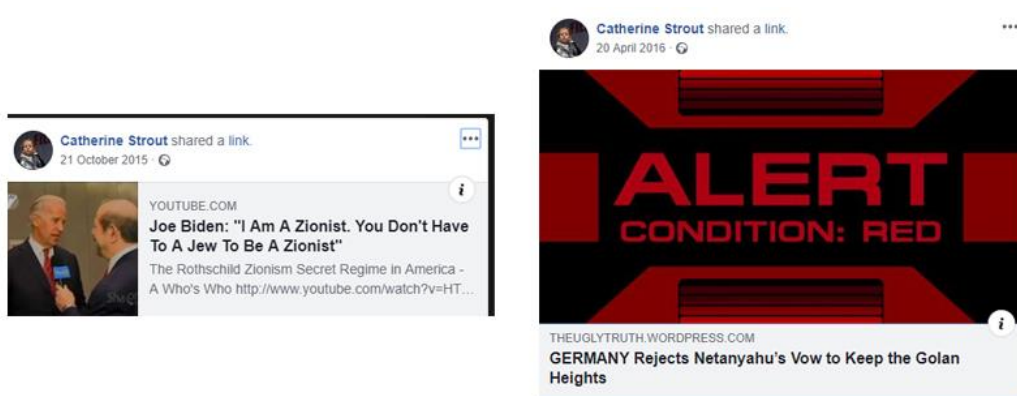 Catherine Strout shared a link.
21 October 2015
YOUTUBE.COM
Joe Biden: "I Am A Zionist. You Don't Have
To A Jew To Be A Zionist"
The Rothschild Zionism Secret Regime in America -
A Who's Who http://www.youtube.com/watch?v=HT...
Catherine Strout shared a link.
20 April 2016
ALERT
CONDITION: RED
THEUGLYTRUTH.WORDPRESS.COM
GERMANY Rejects Netanyahu's Vow to Keep the Golan
Heights